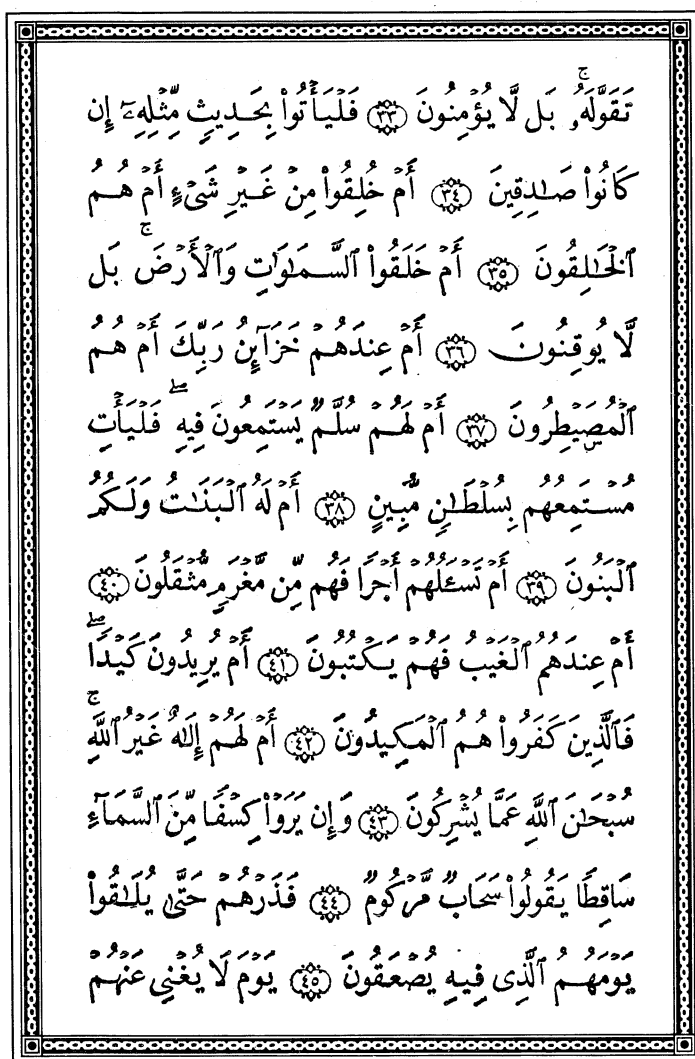 تَقَوَّلَهُۥ ۚ بَل لَّا يُؤْمِنُونَ ٣٣ فَلْيَأْتُوا۟ بِحَدِيثٍ مِّثْلِهِۦٓ إِن
كَانُوا۟ صَـٰدِقِينَ ٣٤ أَمْ خُلِقُوا۟ مِنْ غَيْرِ شَىْءٍ أَمْ هُمُ
ٱلْخَـٰلِقُونَ ٣٥ أَمْ خَلَقُوا۟ ٱلسَّمَـٰوَٰتِ وَٱلْأَرْضَ ۚ بَل
لَّا يُوقِنُونَ ٣٦ أَمْ عِندَهُمْ خَزَآئِنُ رَبِّكَ أَمْ هُمُ
ٱلْمُصَۣيْطِرُونَ ٣٧ أَمْ لَهُمْ سُلَّمٌ يَسْتَمِعُونَ فِيهِ ۖ فَلْيَأْتِ
مُسْتَمِعُهُم بِسُلْطَـٰنٍ مُّبِينٍ ٣٨ أَمْ لَهُ ٱلْبَنَـٰتُ وَلَكُمُ
ٱلْبَنُونَ ٣٩ أَمْ تَسْـَٔلُهُمْ أَجْرًا فَهُم مِّن مَّغْرَمٍ مُّثْقَلُونَ ٤٠
أَمْ عِندَهُمُ ٱلْغَيْبُ فَهُمْ يَكْتُبُونَ ٤١ أَمْ يُرِيدُونَ كَيْدًا ۖ
فَٱلَّذِينَ كَفَرُوا۟ هُمُ ٱلْمَكِيدُونَ ٤٢ أَمْ لَهُمْ إِلَـٰهٌ غَيْرُ ٱللَّهِ ۚ
سُبْحَـٰنَ ٱللَّهِ عَمَّا يُشْرِكُونَ ٤٣ وَإِن يَرَوْا۟ كِسْفًا مِّنَ ٱلسَّمَآءِ
سَاقِطًا يَقُولُوا۟ سَحَابٌ مَّرْكُومٌ ٤٤ فَذَرْهُمْ حَتَّىٰ يُلَـٰقُوا۟
يَوْمَهُمُ ٱلَّذِى فِيهِ يُصْعَقُونَ ٤٥ يَوْمَ لَا يُغْنِى عَنْهُمْ